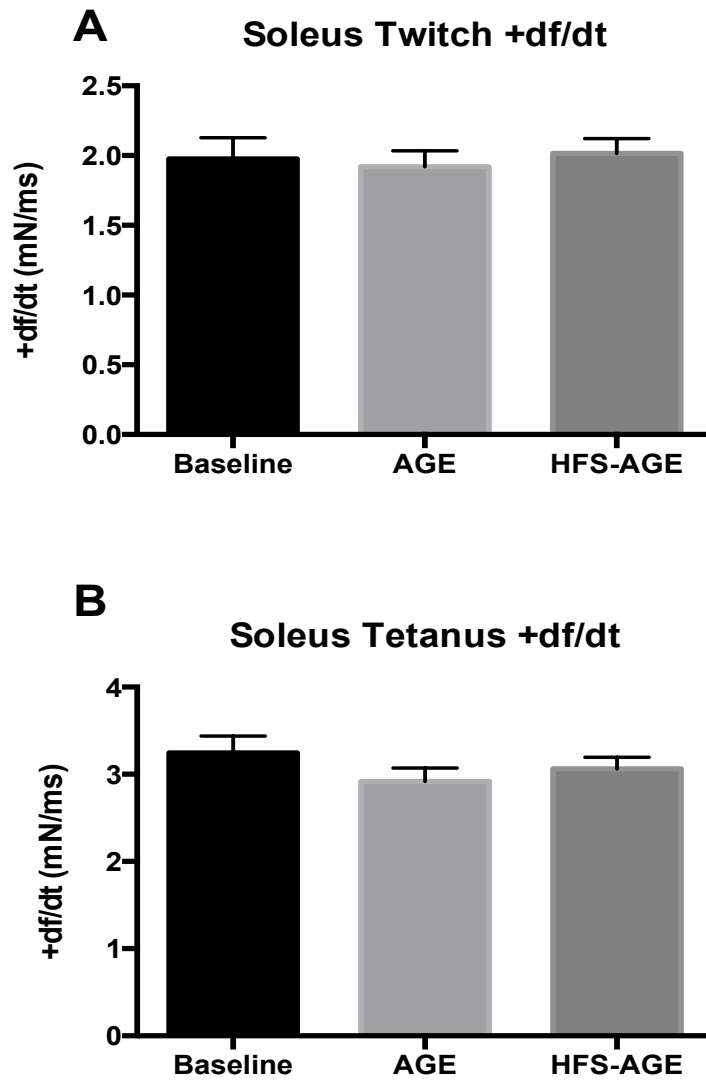 A
Soleus Twitch +df/dt
+df/dt (mN/ms)
2.5
2.0
1.5
1.0
0.5
0.0
Baseline AGE HFS-AGE
B
Soleus Tetanus +df/dt
+df/dt (mN/ms)
4
3
2
1
0
Baseline AGE HFS-AGE